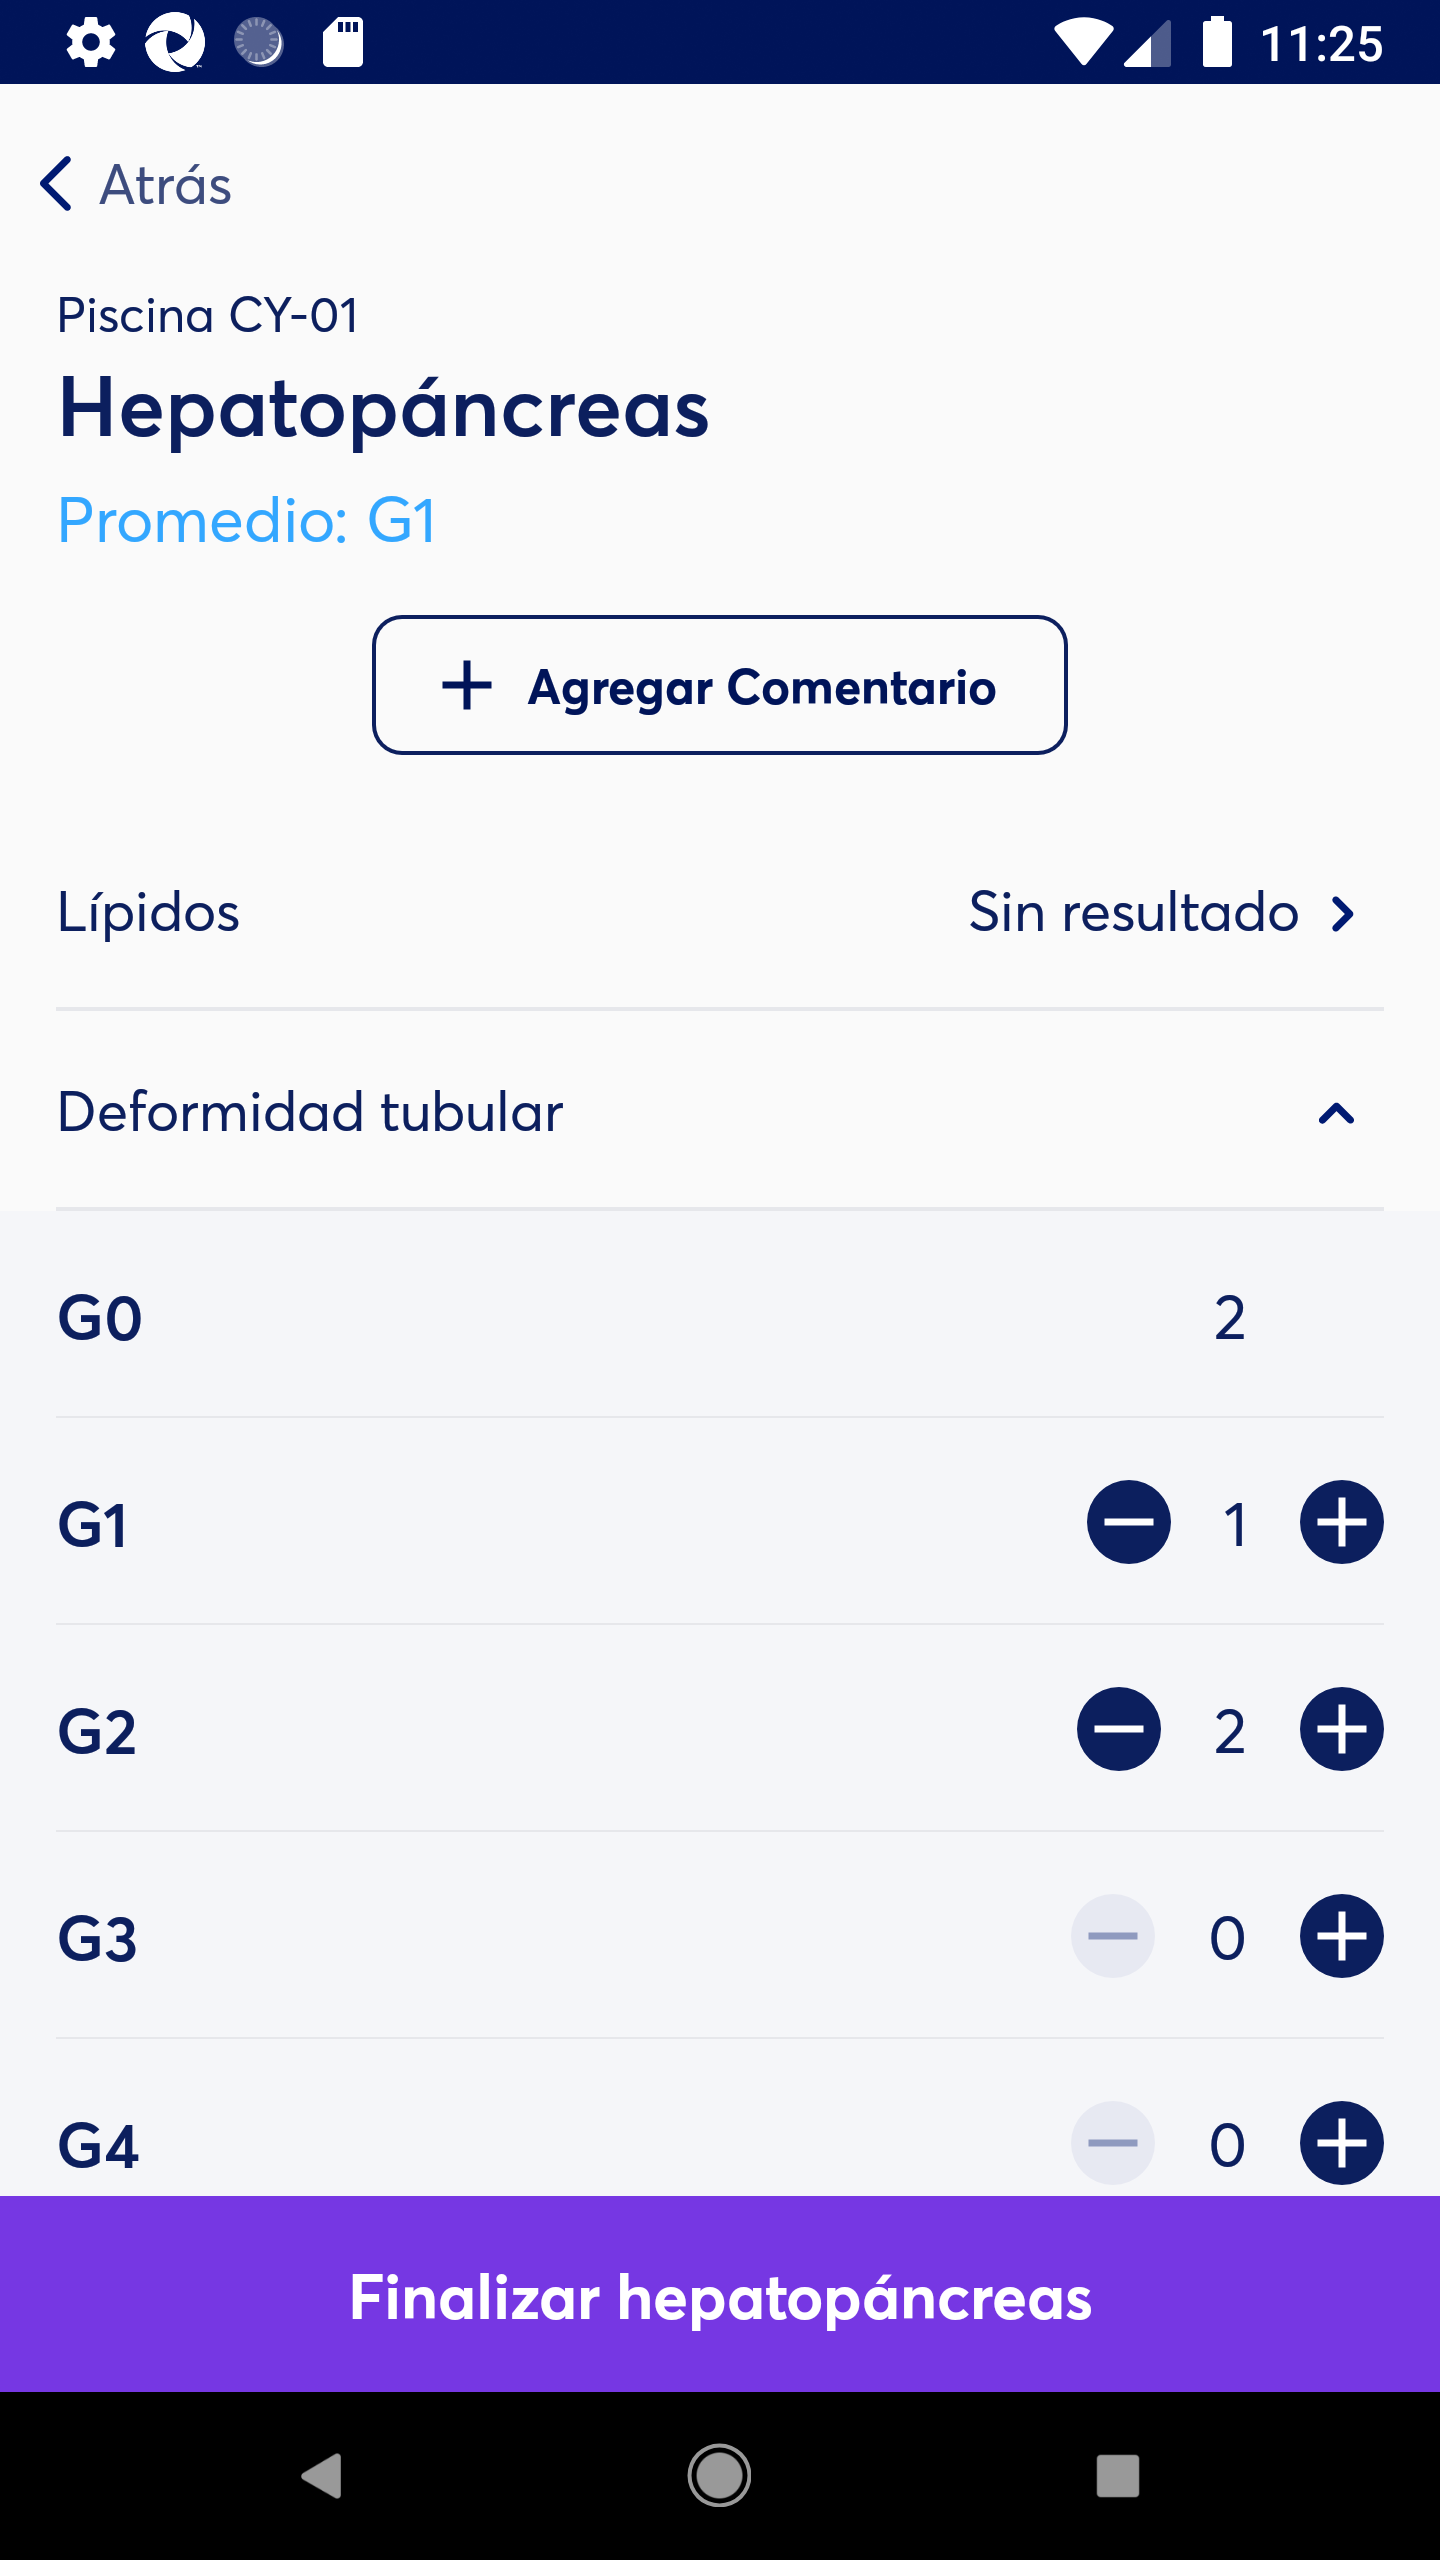 11:25
Atrás
Piscina CY-01
Hepatopáncreas
Promedio: G1
Agregar Comentario
Lípidos Sin resultado
Deformidad tubular
G0 2
G1 1
G2 2
G3 0
G4 0
Finalizar hepatopáncreas